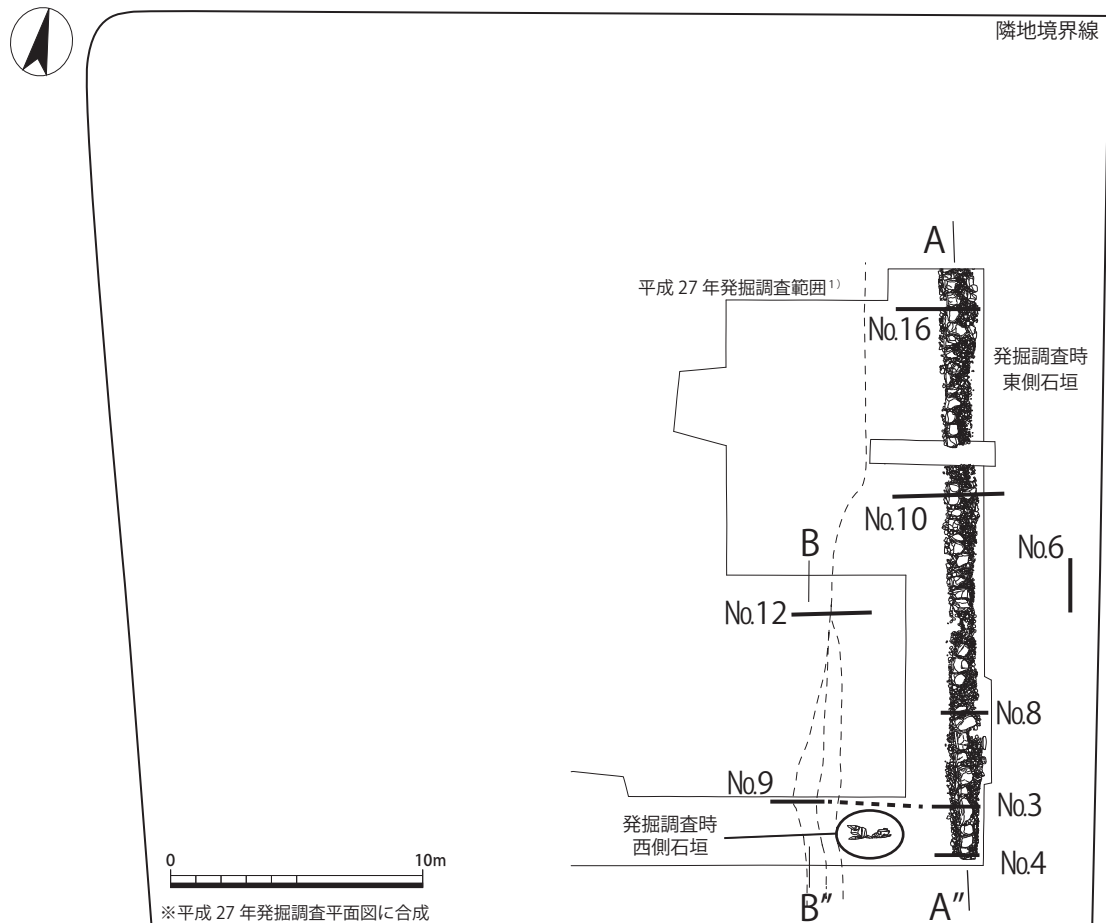 隣地境界線
A
平成 27 年発掘調査範囲¹⁾
No.16
発掘調査時
東側石垣
No.10
B
No.6
No.12
No.8
No.9
No.3
発掘調査時
西側石垣
No.4
0 10m
※平成 27 年発掘調査平面図に合成
B″
A″